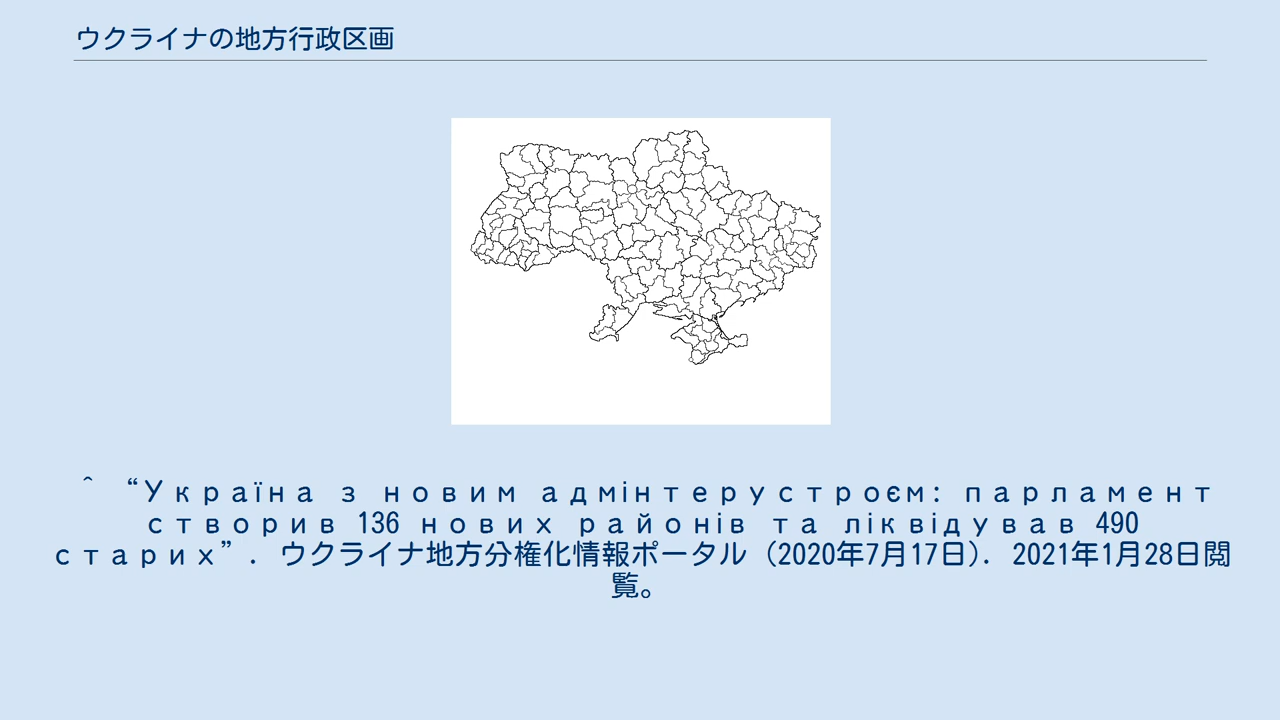 ウクライナの地方行政区画
^ “Україна з новим адмінтерустроєм: парламент
створив 136 нових районів та ліквідував 490
старих”. ウクライナ地方分権化情報ポータル (2020年7月17日). 2021年1月28日閲
覧。